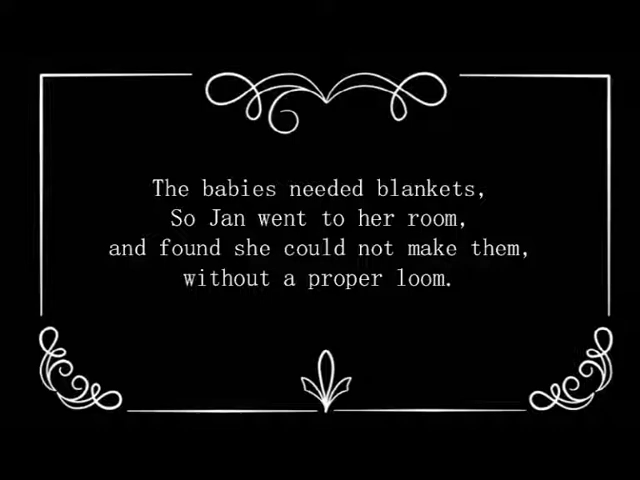 The babies needed blankets,
So Jan went to her room,
and found she could not make them,
without a proper loom.